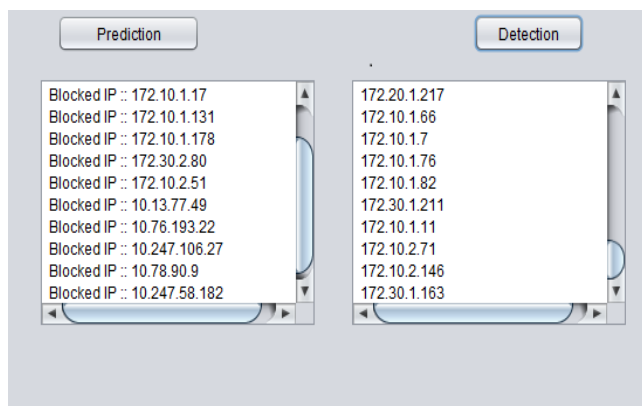 Prediction
Detection
Blocked IP :: 172.10.1.17
Blocked IP :: 172.10.1.131
Blocked IP :: 172.10.1.178
Blocked IP :: 172.30.2.80
Blocked IP :: 172.10.2.51
Blocked IP :: 10.13.77.49
Blocked IP :: 10.76.193.22
Blocked IP :: 10.247.106.27
Blocked IP :: 10.78.90.9
Blocked IP :: 10.247.58.182
172.20.1.217
172.10.1.66
172.10.1.7
172.10.1.76
172.10.1.82
172.30.1.211
172.10.1.11
172.10.2.71
172.10.2.146
172.30.1.163